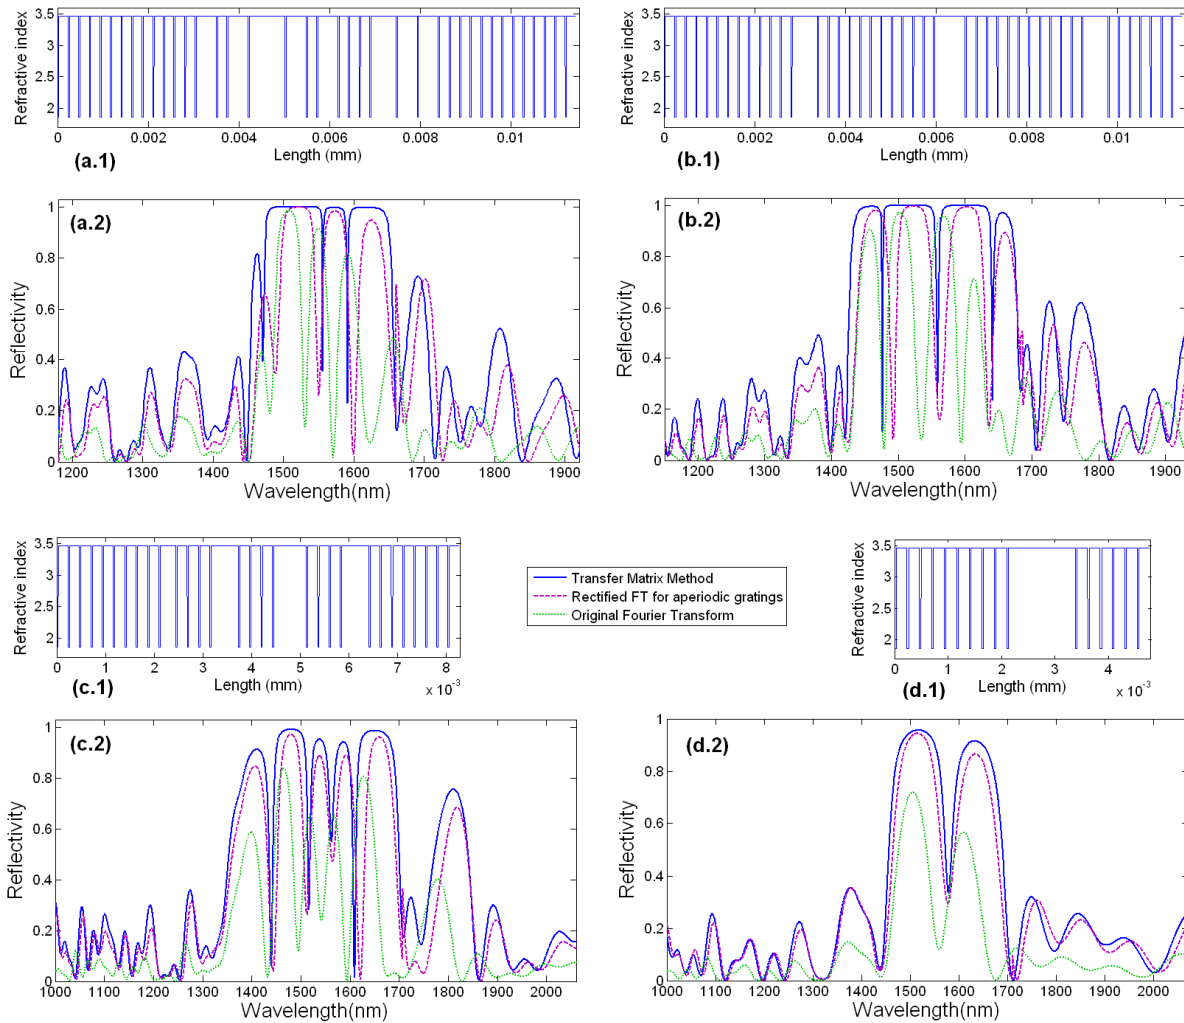 Refractive index
3.5
3
2.5
2
0
0.002
0.004
0.006
0.008
0.01
Length (mm)
(a.1)
Refractive index
3.5
3
2.5
2
0
0.002
0.004
0.006
0.008
0.01
Length (mm)
(b.1)
Reflectivity
1
0.8
0.6
0.4
0.2
0
(a.2)
1200 1300 1400 1500 1600 1700 1800 1900
Wavelength(nm)
Reflectivity
1
0.8
0.6
0.4
0.2
0
(b.2)
1200 1300 1400 1500 1600 1700 1800 1900
Wavelength(nm)
Refractive index
3.5
3
2.5
2
0 1 2 3 4 5 6 7 8
Length (mm)
x 10-3
(c.1)
Transfer Matrix Method
Rectified FT for aperiodic gratings
Original Fourier Transform
Refractive index
3.5
3
2.5
2
0 1 2 3 4
Length (mm)
x 10-3
(d.1)
Reflectivity
1
0.8
0.6
0.4
0.2
0
(c.2)
1000 1100 1200 1300 1400 1500 1600 1700 1800 1900 2000
Wavelength(nm)
Reflectivity
1
0.8
0.6
0.4
0.2
0
(d.2)
1000 1100 1200 1300 1400 1500 1600 1700 1800 1900 2000
Wavelength(nm)